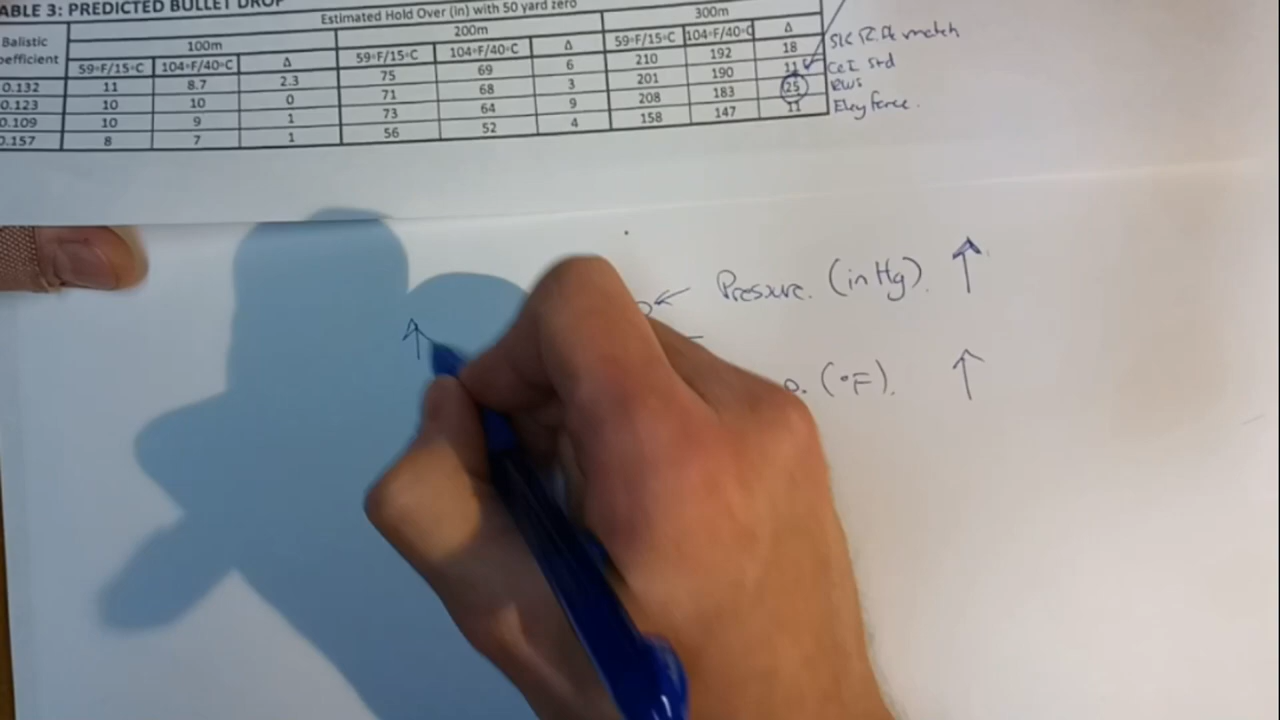 ABLE 3: PREDICTED BULLET DROP
Estimated Hold Over (in) with 50 yard zero
Balistic
oefficient
100m 200m 300m
59◦F/15◦C 104◦F/40◦C Δ 59◦F/15◦C 104◦F/40◦C Δ 59◦F/15◦C 104◦F/40◦C Δ
0.132 11 8.7 2.3 75 69 6 210 192 18
0.123 10 10 0 71 68 3 201 190 11 CCI Std
0.109 10 9 1 73 64 9 208 183 25 RWS
0.157 8 7 1 56 52 4 158 147 11 Eley force.
match
Pressure. (in Hg). ↑
(°F). ↑
↑